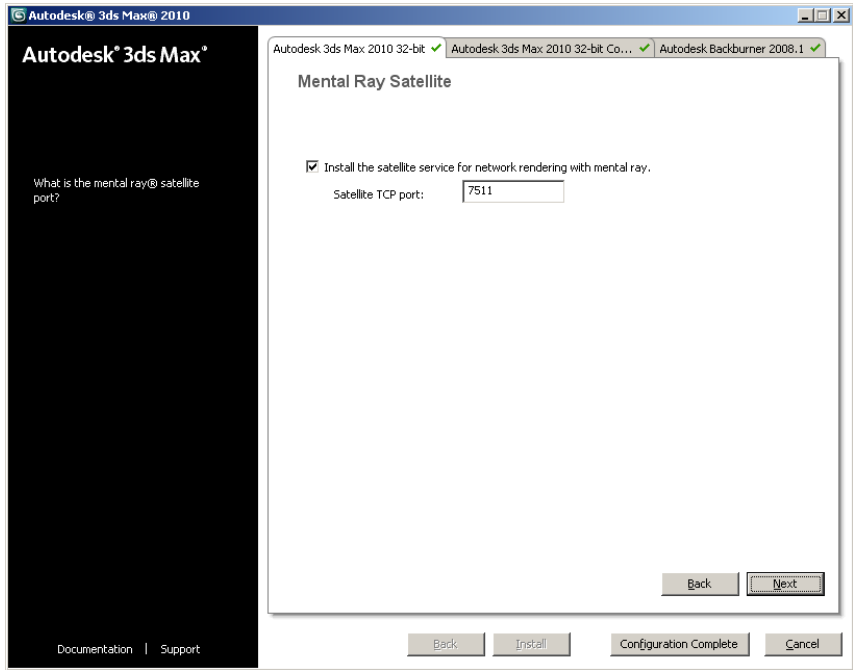 Autodesk® 3ds Max® 2010
Autodesk® 3ds Max®
Autodesk 3ds Max 2010 32-bit
Autodesk 3ds Max 2010 32-bit Co...
Autodesk Backburner 2008.1
Mental Ray Satellite
Install the satellite service for network rendering with mental ray.
Satellite TCP port: 7511
What is the mental ray® satellite
port?
Back Next
Documentation | Support
Back Install Configuration Complete Cancel